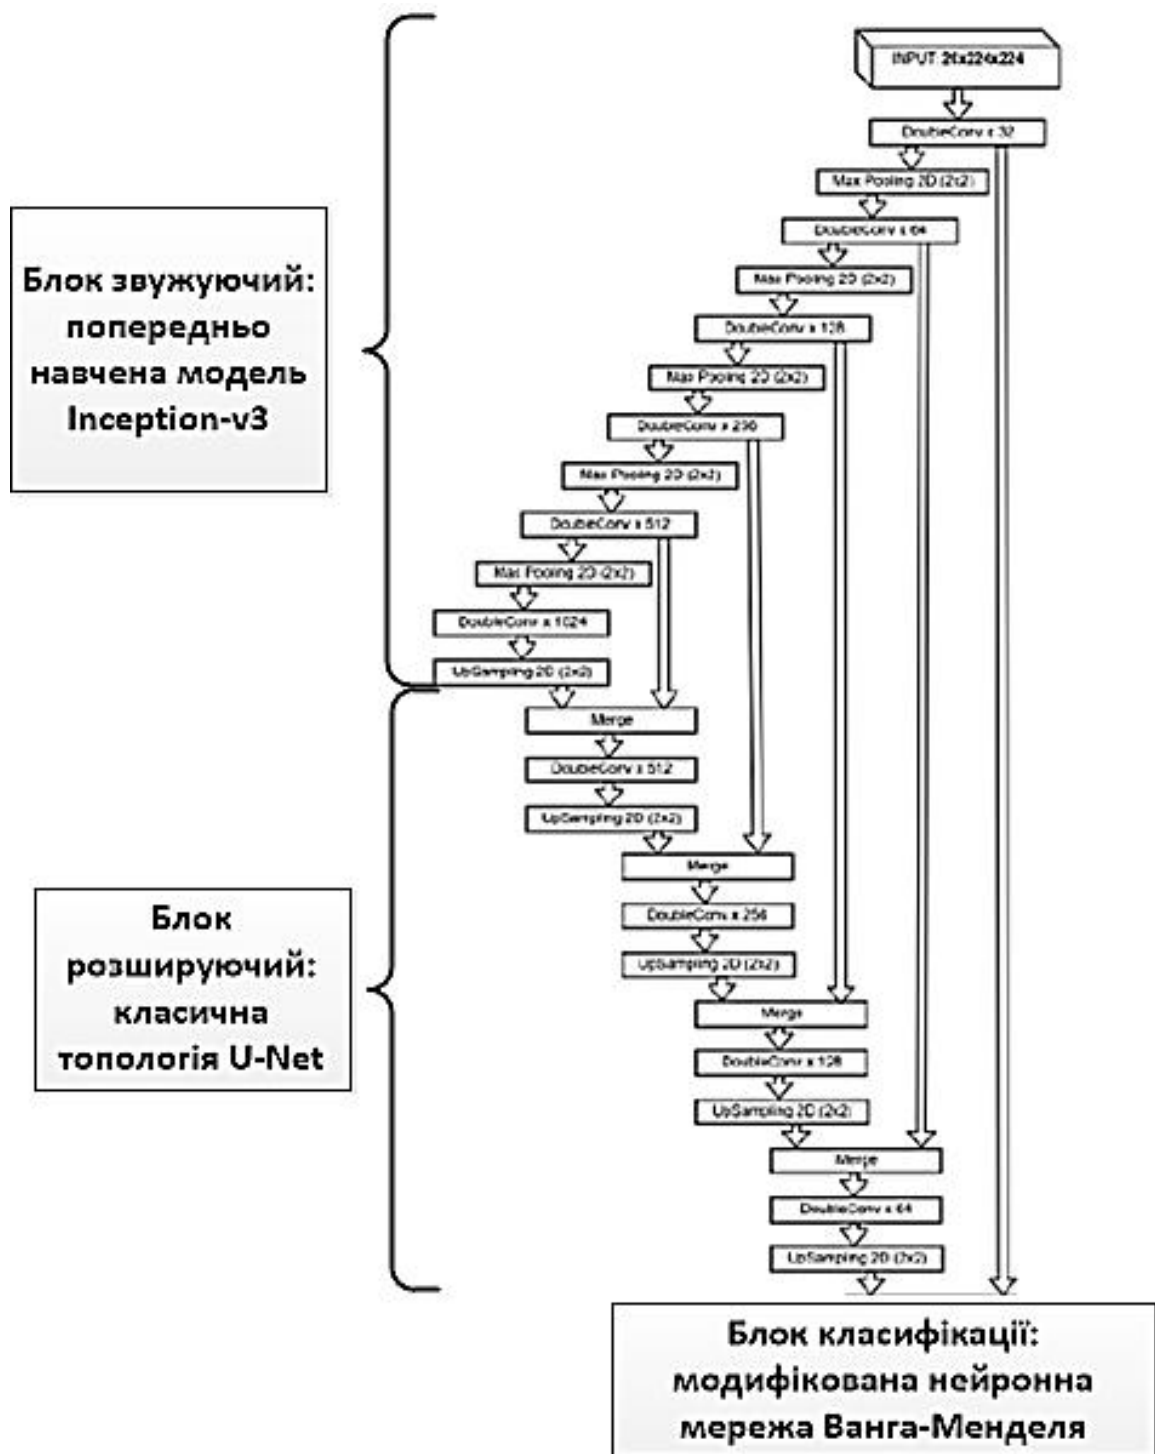 INPUT
DoubleConv x 32
Max Pooling 2D (2x2)
DoubleConv x 64
Max Pooling 2D (2x2)
DoubleConv x 128
Max Pooling 2D (2x2)
DoubleConv x 256
Max Pooling 2D (2x2)
DoubleConv x 512
Max Pooling 2D (2x2)
DoubleConv x 1024
UpSampling 2D (2x2)
Блок звужуючий:
попередньо
навчена модель
Inception-v3
Merge
DoubleConv x 512
UpSampling 2D (2x2)
Merge
DoubleConv x 256
UpSampling 2D (2x2)
Merge
DoubleConv x 128
UpSampling 2D (2x2)
Merge
DoubleConv x 64
UpSampling 2D (2x2)
Блок
розшируючий:
класична
топологія U-Net
Блок класифікації:
модифікована нейронна
мережа Ванга-Менделя